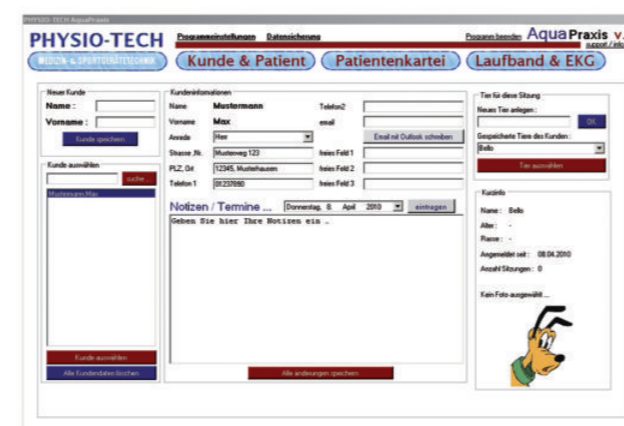 PHYSIO-TECH AquaPraxis
PHYSIO-TECH
MEDIZIN- & SPORTGERÄTETECHNIK
Programmeinstellungen Datensicherung
Programm beenden AquaPraxis v.
support / info
Kunde & Patient
Patientenkartei
Laufband & EKG
Neuer Kunde
Name :
Vorname :
Kunde speichern
Kunde auswählen
suche ...
Mustermann,Max
Kunde auswählen
Alle Kundendaten löschen
Kundeninformationen
Name Mustermann Telefon2
Vorname Max email
Anrede Herr Email mit Outlook schreiben
Strasse ,Nr. Musterweg 123 freies Feld 1
PLZ, Ort 12345, Musterhausen freies Feld 2
Telefon 1 01237890 freies Feld 3
Notizen / Termine ... Donnerstag, 8. April 2010 eintragen
Geben Sie hier Ihre Notizen ein .
Alle änderungen speichern
Tier für diese Sitzung
Neues Tier anlegen :
OK
Gespeicherte Tiere des Kunden :
Bello
Tier auswählen
Kurzinfo
Name : Bello
Alter : -
Rasse : -
Angemeldet seit : 08.04.2010
Anzahl Sitzungen : 0
Kein Foto ausgewählt ...